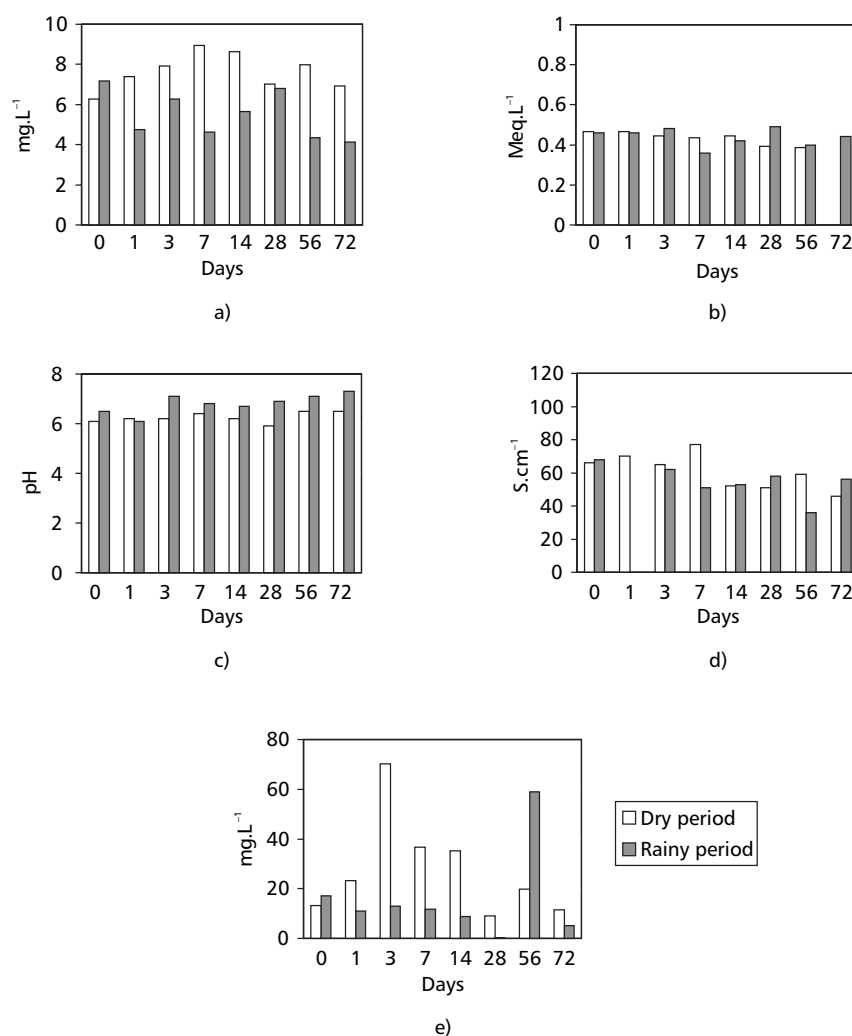 10
8
6
4
2
0
mg.L⁻¹
0 1 3 7 14 28 56 72
Days
a)
1
0.8
0.6
0.4
0.2
0
Meq.L⁻¹
0 1 3 7 14 28 56 72
Days
b)
8
6
4
2
0
pH
0 1 3 7 14 28 56 72
Days
c)
120
100
80
60
40
20
0
S.cm⁻¹
0 1 3 7 14 28 56 72
Days
d)
80
60
40
20
0
mg.L⁻¹
0 1 3 7 14 28 56 72
Days
e)
Dry period
Rainy period